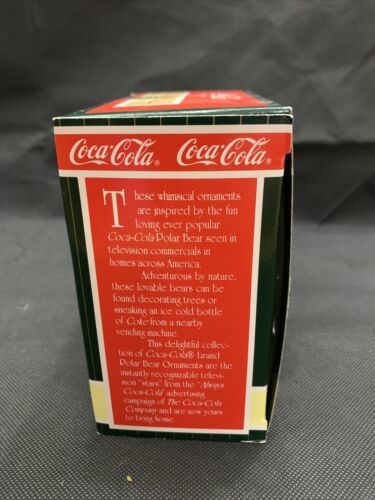 Coca-Cola® Coca-Cola®
These whimsical ornaments
are inspired by the fun
loving ever popular
Coca-Cola Polar Bear seen in
television commercials in
homes across America.
Adventurous by nature,
these lovable bears can be
found decorating trees or
sneaking an ice cold bottle
of Coke from a nearby
vending machine.
This delightful collec-
tion of Coca-Cola® brand
Polar Bear Ornaments are the
instantly recognizable televi-
sion "stars" from the "Always
Coca-Cola" advertising
campaign of The Coca-Cola
Company and are now yours
to bring home.